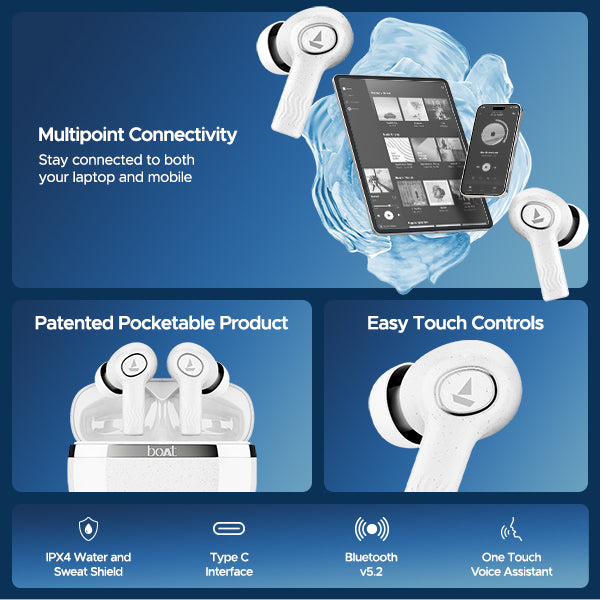 Multipoint Connectivity
Stay connected to both
your laptop and mobile
Patented Pocketable Product
Easy Touch Controls
boAt
IPX4 Water and
Sweat Shield
Type C
Interface
Bluetooth
v5.2
One Touch
Voice Assistant